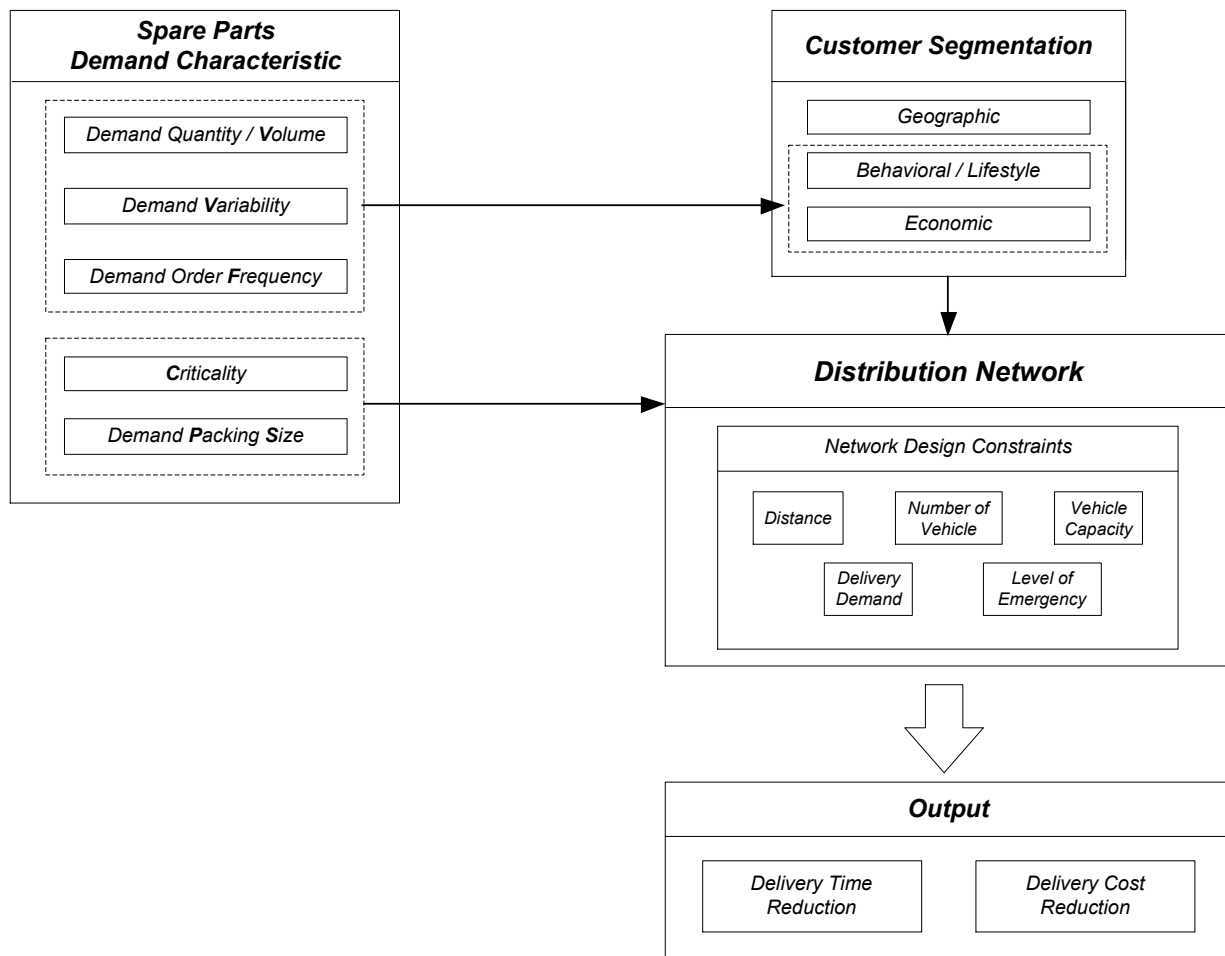 Spare Parts
Demand Characteristic
Demand Quantity / Volume
Demand Variability
Demand Order Frequency
Criticality
Demand Packing Size
Customer Segmentation
Geographic
Behavioral / Lifestyle
Economic
Distribution Network
Network Design Constraints
Distance
Number of
Vehicle
Vehicle
Capacity
Delivery
Demand
Level of
Emergency
Output
Delivery Time
Reduction
Delivery Cost
Reduction